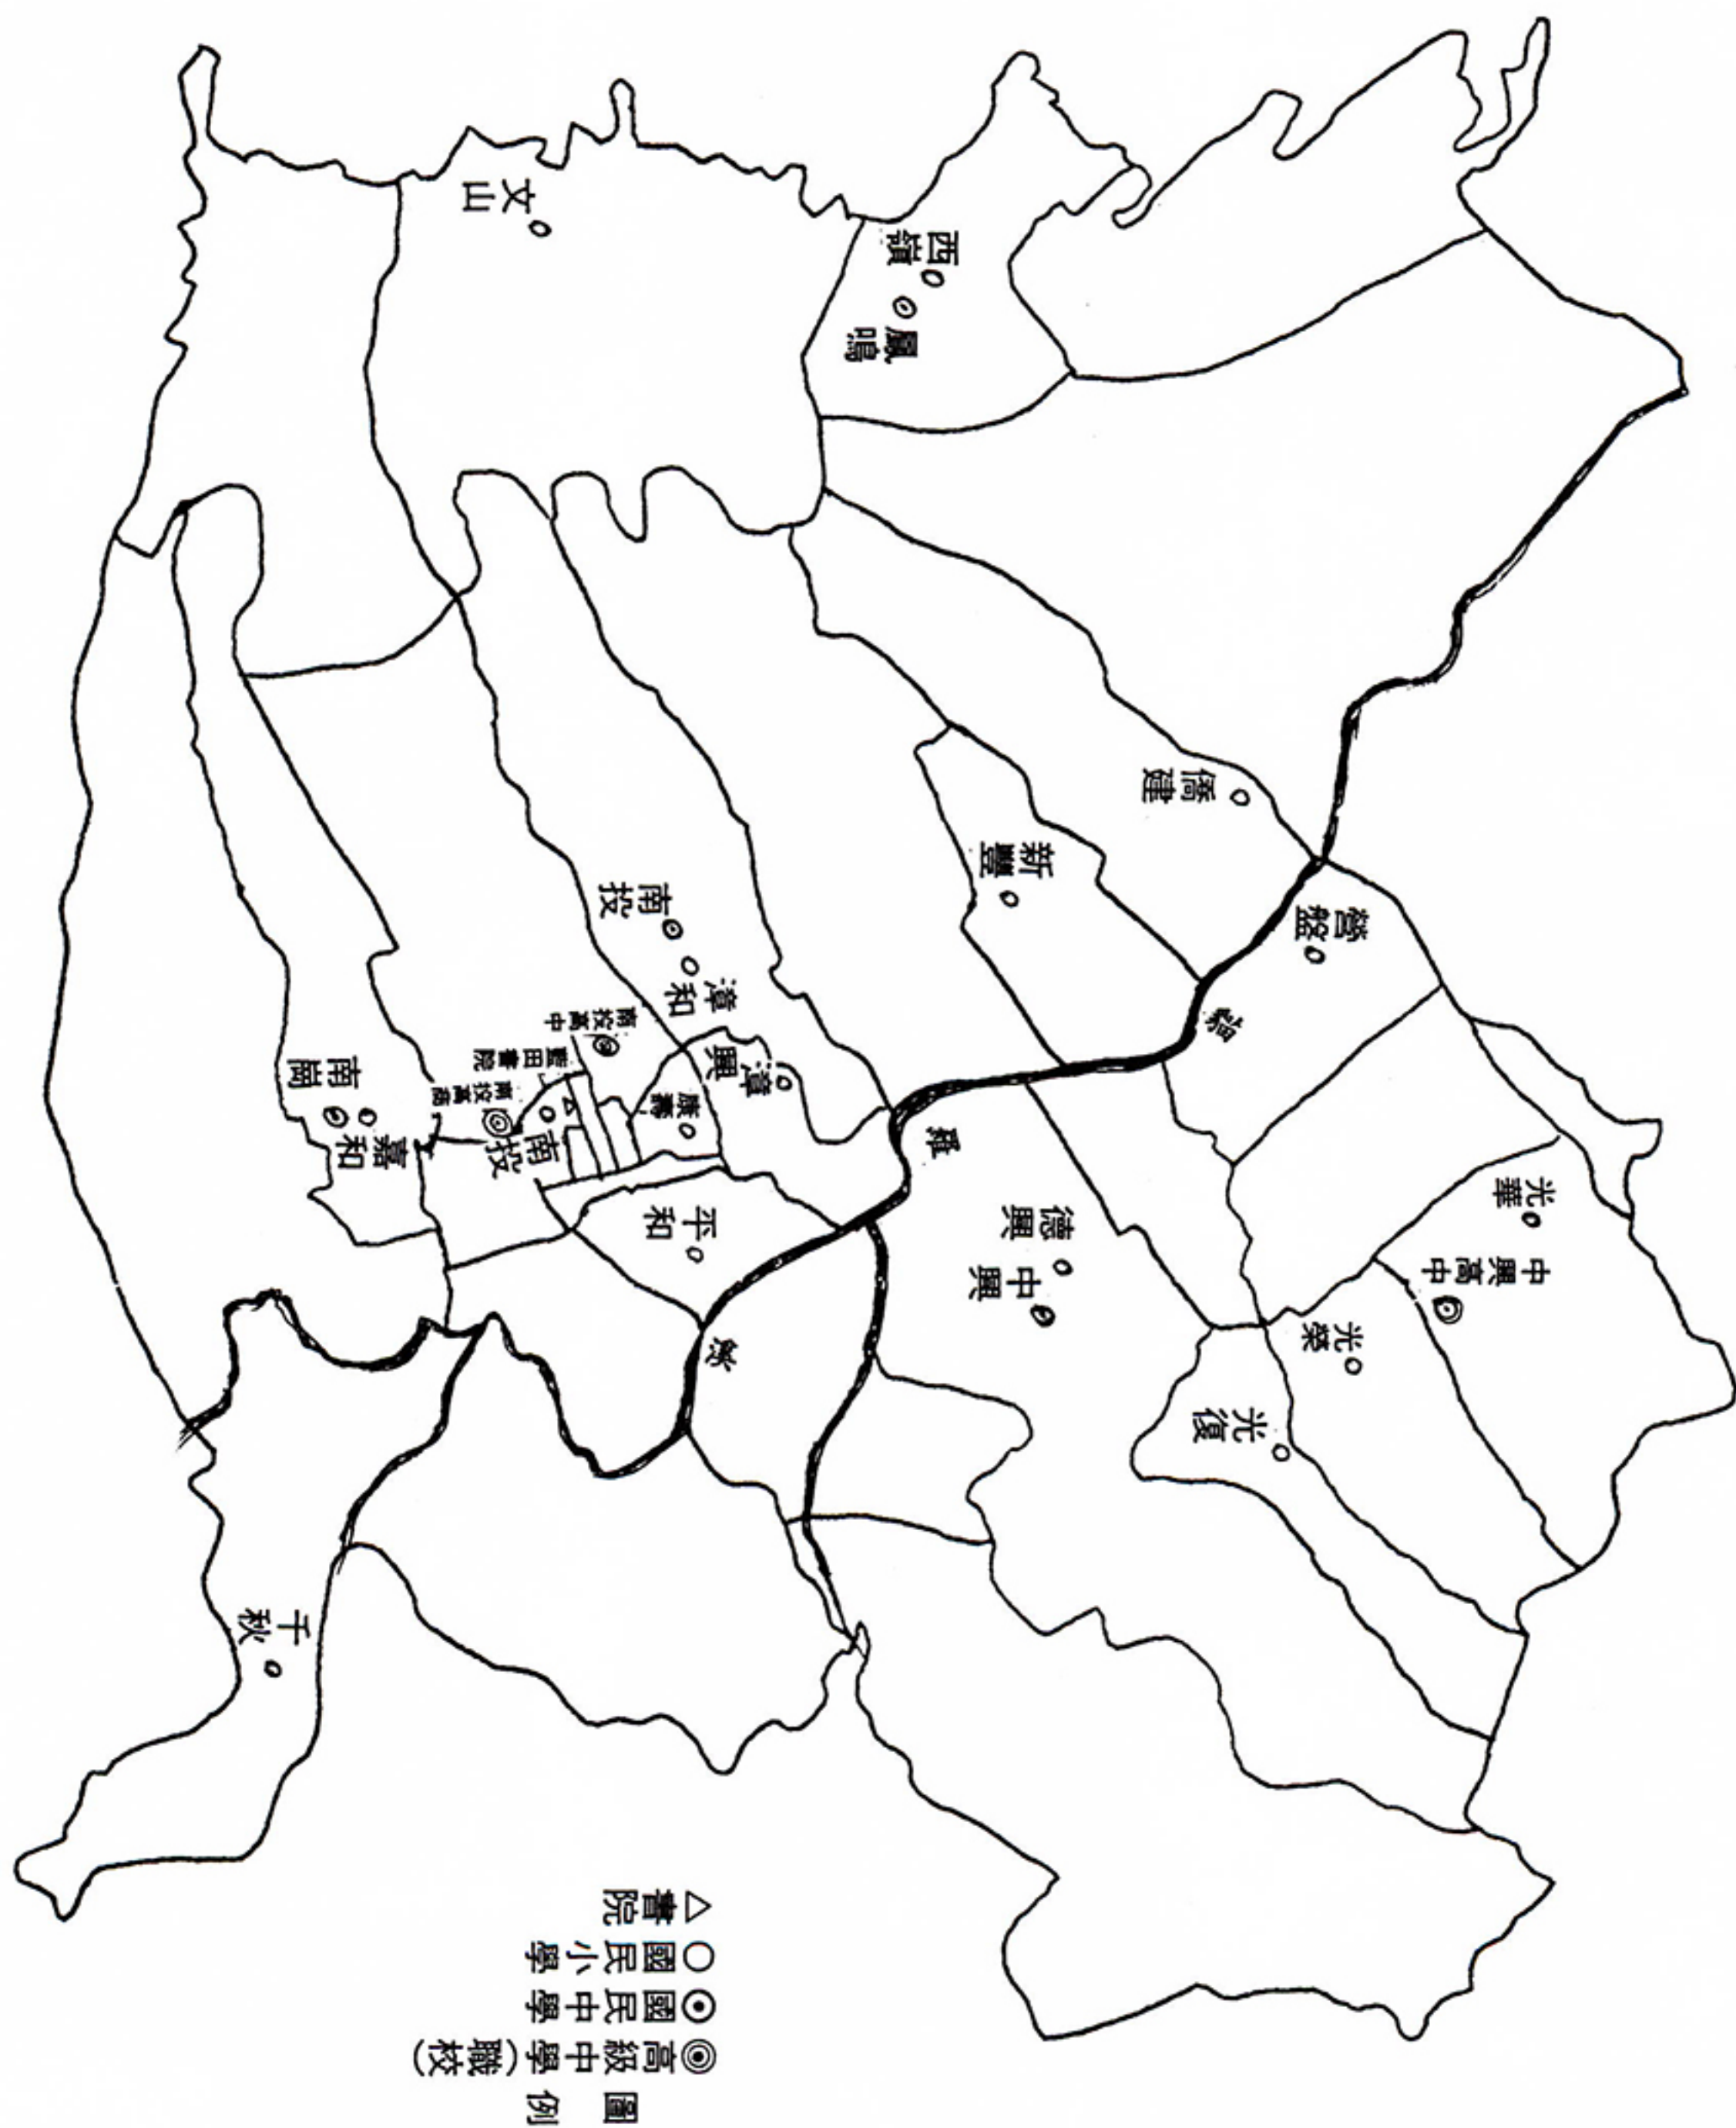 圖例
◎高級中學(職校)
⊙國民中學
○國民小學
△書院
千秋
光復
光榮
溪
中興
中興高中
德興
平和
光華
嘉和
南投
羅
康壽
南投高商
漳興
南崗
藍田書院
南投高中
貓
漳和
營盤
南投
新豐
僑建
鳳鳴
西嶺
文山